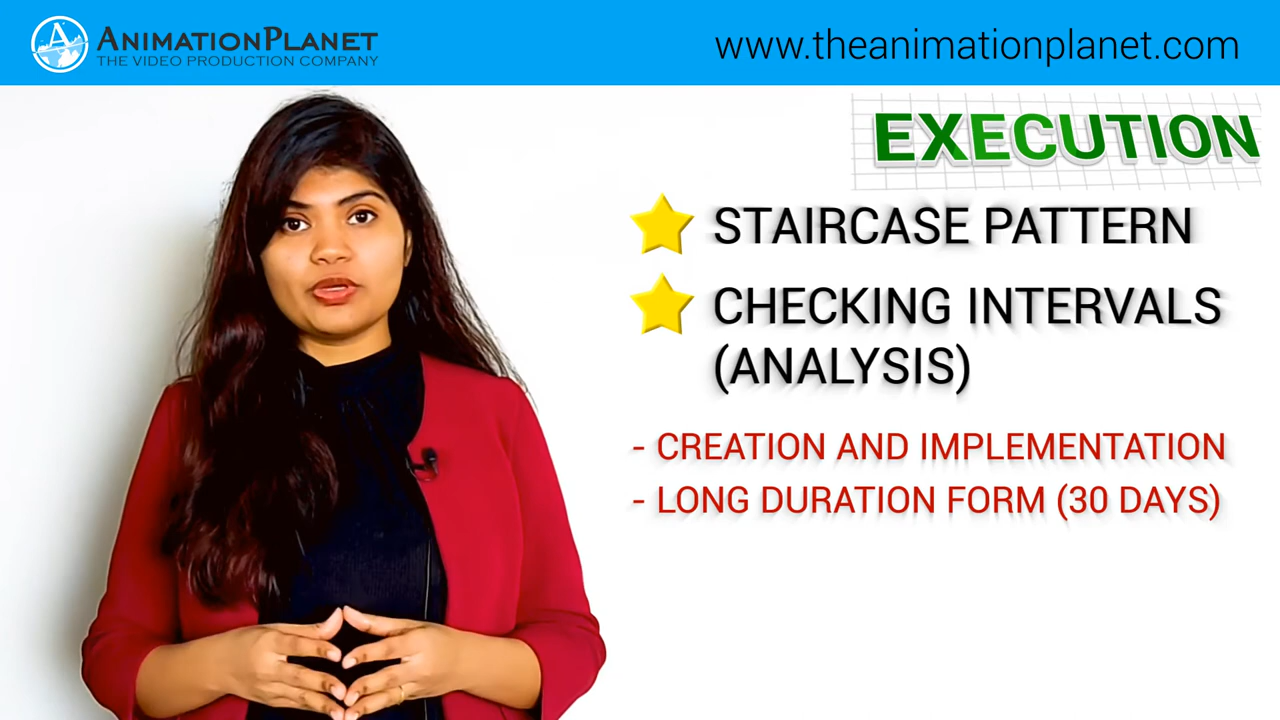 ANIMATIONPLANET
THE VIDEO PRODUCTION COMPANY
www.theanimationplanet.com
EXECUTION
STAIRCASE PATTERN
CHECKING INTERVALS
(ANALYSIS)
- CREATION AND IMPLEMENTATION
- LONG DURATION FORM (30 DAYS)